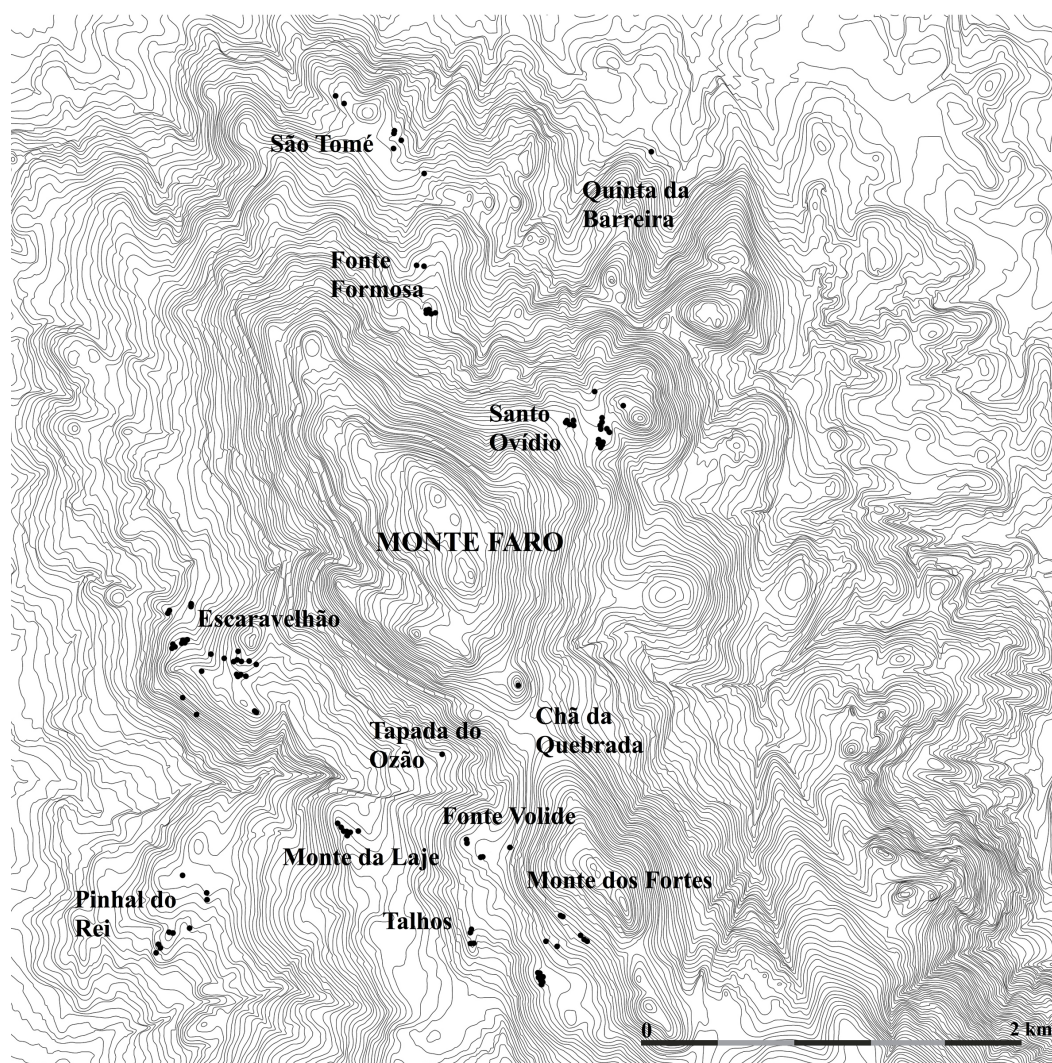 São Tomé
Quinta da
Barreira
Fonte
Formosa
Santo
Ovídio
MONTE FARO
Escaravelhão
Chã da
Quebrada
Tapada do
Ozão
Fonte Volide
Monte da Laje
Monte dos Fortes
Pinhal do
Rei
Talhos
0 2 km